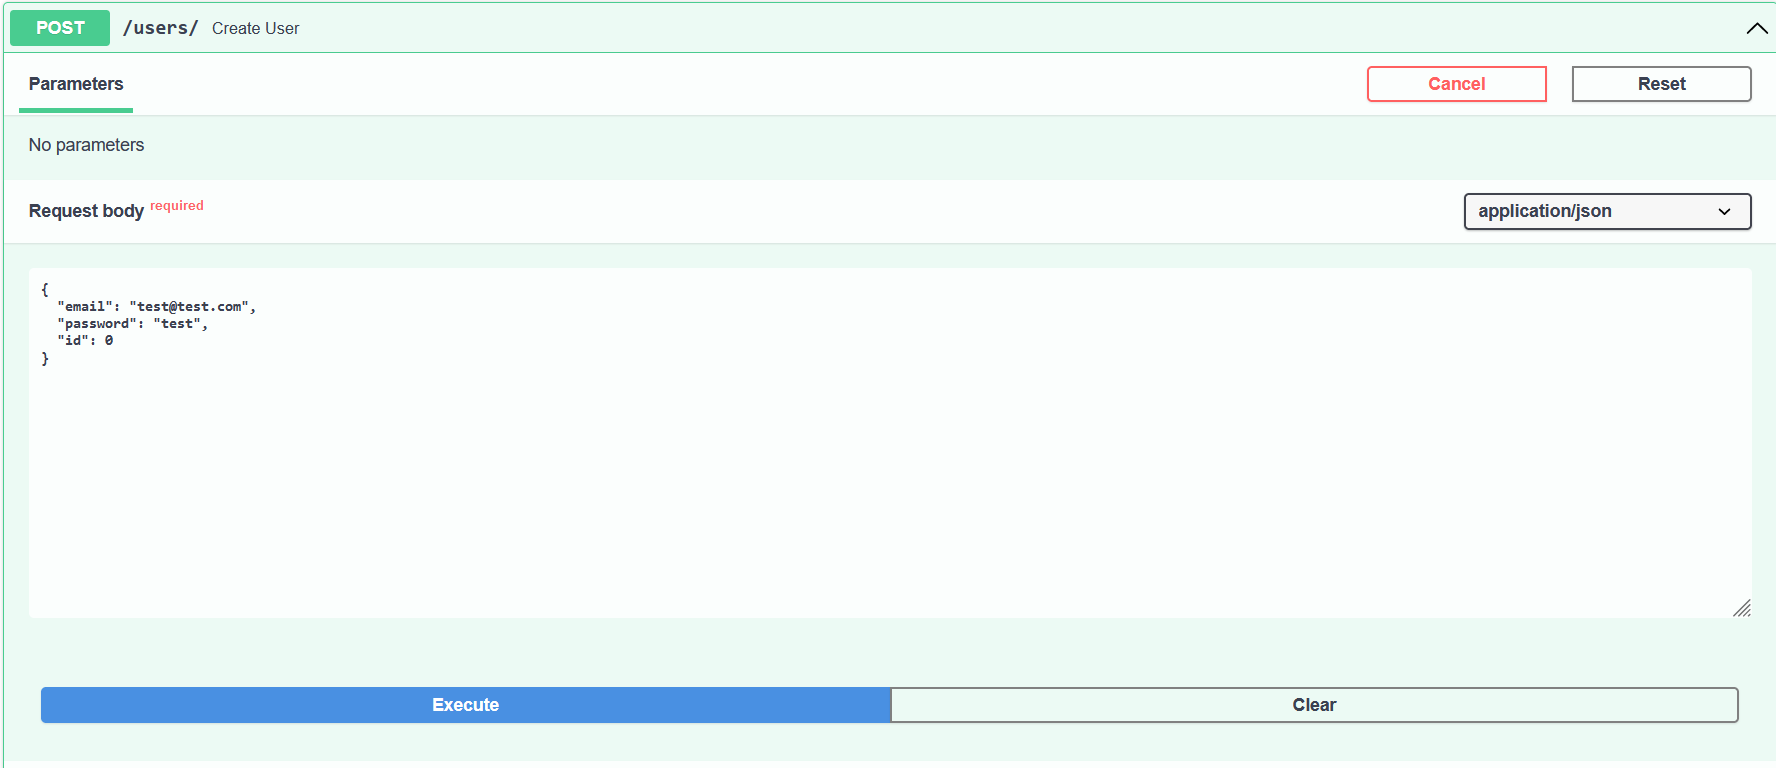 POST /users/ Create User
Parameters
Cancel
Reset
No parameters
Request body required
application/json
{
  "email": "test@test.com",
  "password": "test",
  "id": 0
}
Execute
Clear